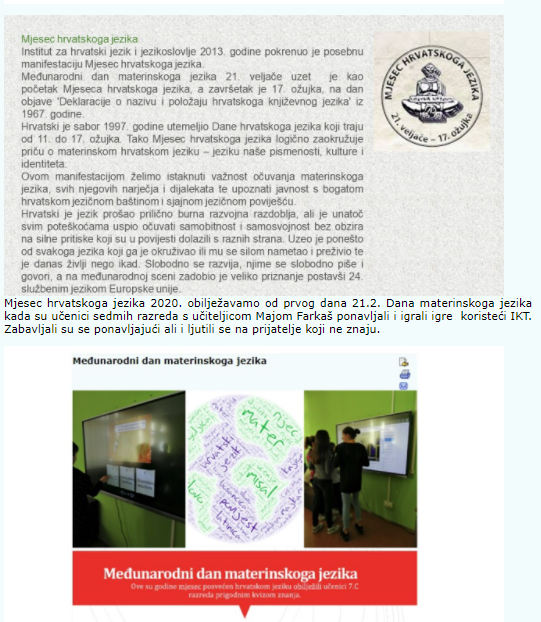 Mjesec hrvatskoga jezika
Institut za hrvatski jezik i jezikoslovlje 2013. godine pokrenuo je posebnu
manifestaciju Mjesec hrvatskoga jezika.
Međunarodni dan materinskoga jezika 21. veljače uzet je kao
početak Mjeseca hrvatskoga jezika, a završetak je 17. ožujka, na dan
objave 'Deklaracije o nazivu i položaju hrvatskoga književnog jezika' iz
1967. godine.
Hrvatski je sabor 1997. godine utemeljio Dane hrvatskoga jezika koji traju
od 11. do 17. ožujka. Tako Mjesec hrvatskoga jezika logično zaokružuje
priču o materinskom hrvatskom jeziku – jeziku naše pismenosti, kulture i
identiteta.
Ovom manifestacijom želimo istaknuti važnost očuvanja materinskoga
jezika, svih njegovih narječja i dijalekata te upoznati javnost s bogatom
hrvatskom jezičnom baštinom i sjajnom jezičnom poviješću.
Hrvatski je jezik prošao prilično burna razvojna razdoblja, ali je unatoč
svim poteškoćama uspio očuvati samobitnost i samosvojnost bez obzira
na silne pritiske koji su u povijesti dolazili s raznih strana. Uzeo je ponešto
od svakoga jezika koji ga je okruživao ili mu se silom nametao i preživio te
je danas življi nego ikad. Slobodno se razvija, njime se slobodno piše i
govori, a na međunarodnoj sceni zadobio je veliko priznanje postavši 24.
službenim jezikom Europske unije.
MJESEC HRVATSKOGA JEZIKA
21. veljače – 17. ožujka
Mjesec hrvatskoga jezika 2020. obilježavamo od prvog dana 21.2. Dana materinskoga jezika
kada su učenici sedmih razreda s učiteljicom Majom Farkaš ponavljali i igrali igre koristeći IKT.
Zabavljali su se ponavljajući ali i ljutili se na prijatelje koji ne znaju.
Međunarodni dan materinskoga jezika
njec
mater
hrvatski
jezit
misal
slovo
povijest
latinica
Međunarodni dan materinskoga jezika
Ove su godine mjesec posvećen hrvatskom jeziku obilježili učenici 7.C
razreda prigodnim kvizom znanja.